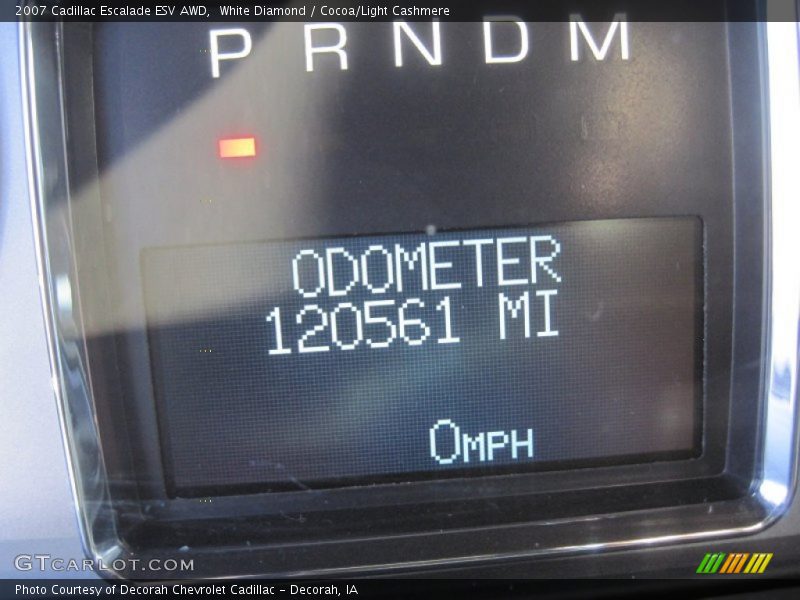 2007 Cadillac Escalade ESV AWD,  White Diamond / Cocoa/Light Cashmere
P R N D M
ODOMETER
120561 MI
0MPH
GTCARLOT.COM
Photo Courtesy of Decorah Chevrolet Cadillac - Decorah, IA